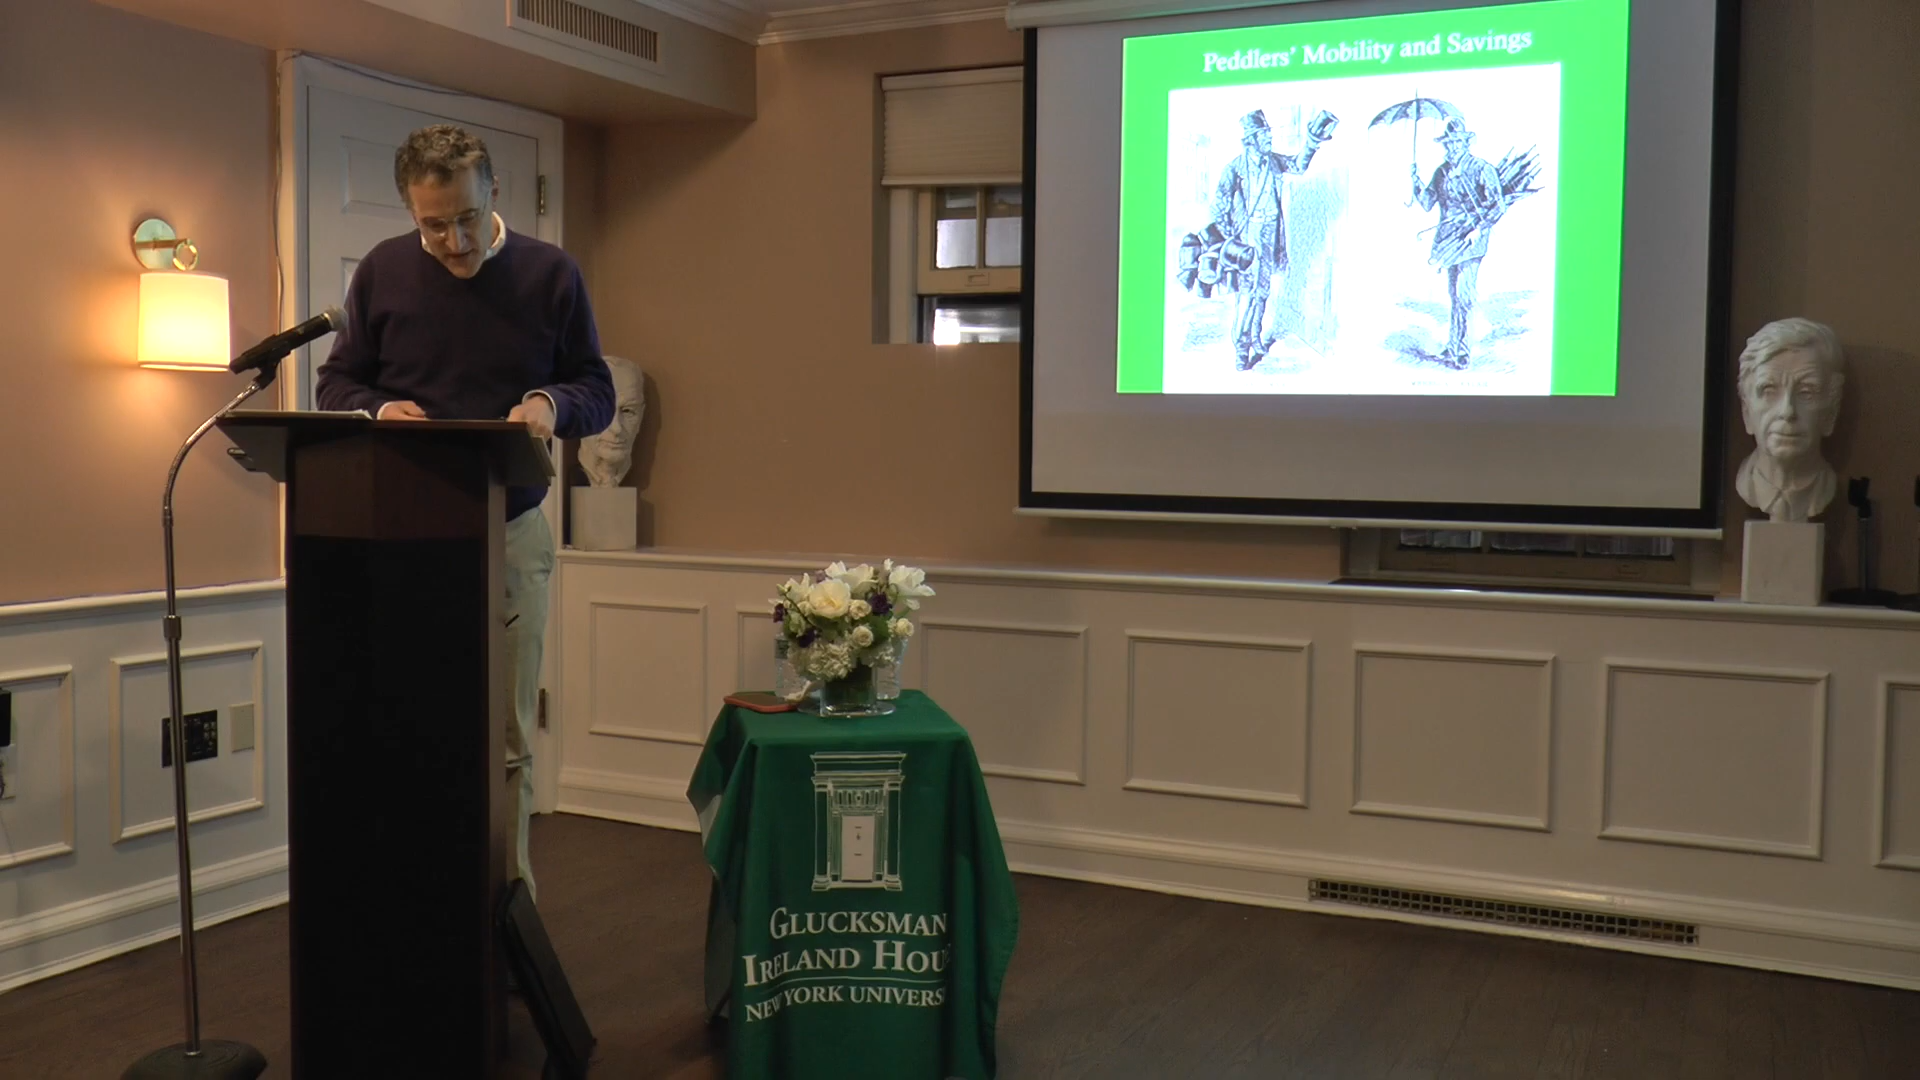 Peddlers' Mobility and Savings
GLUCKSMAN
IRELAND HOU
NEW YORK UNIVERS